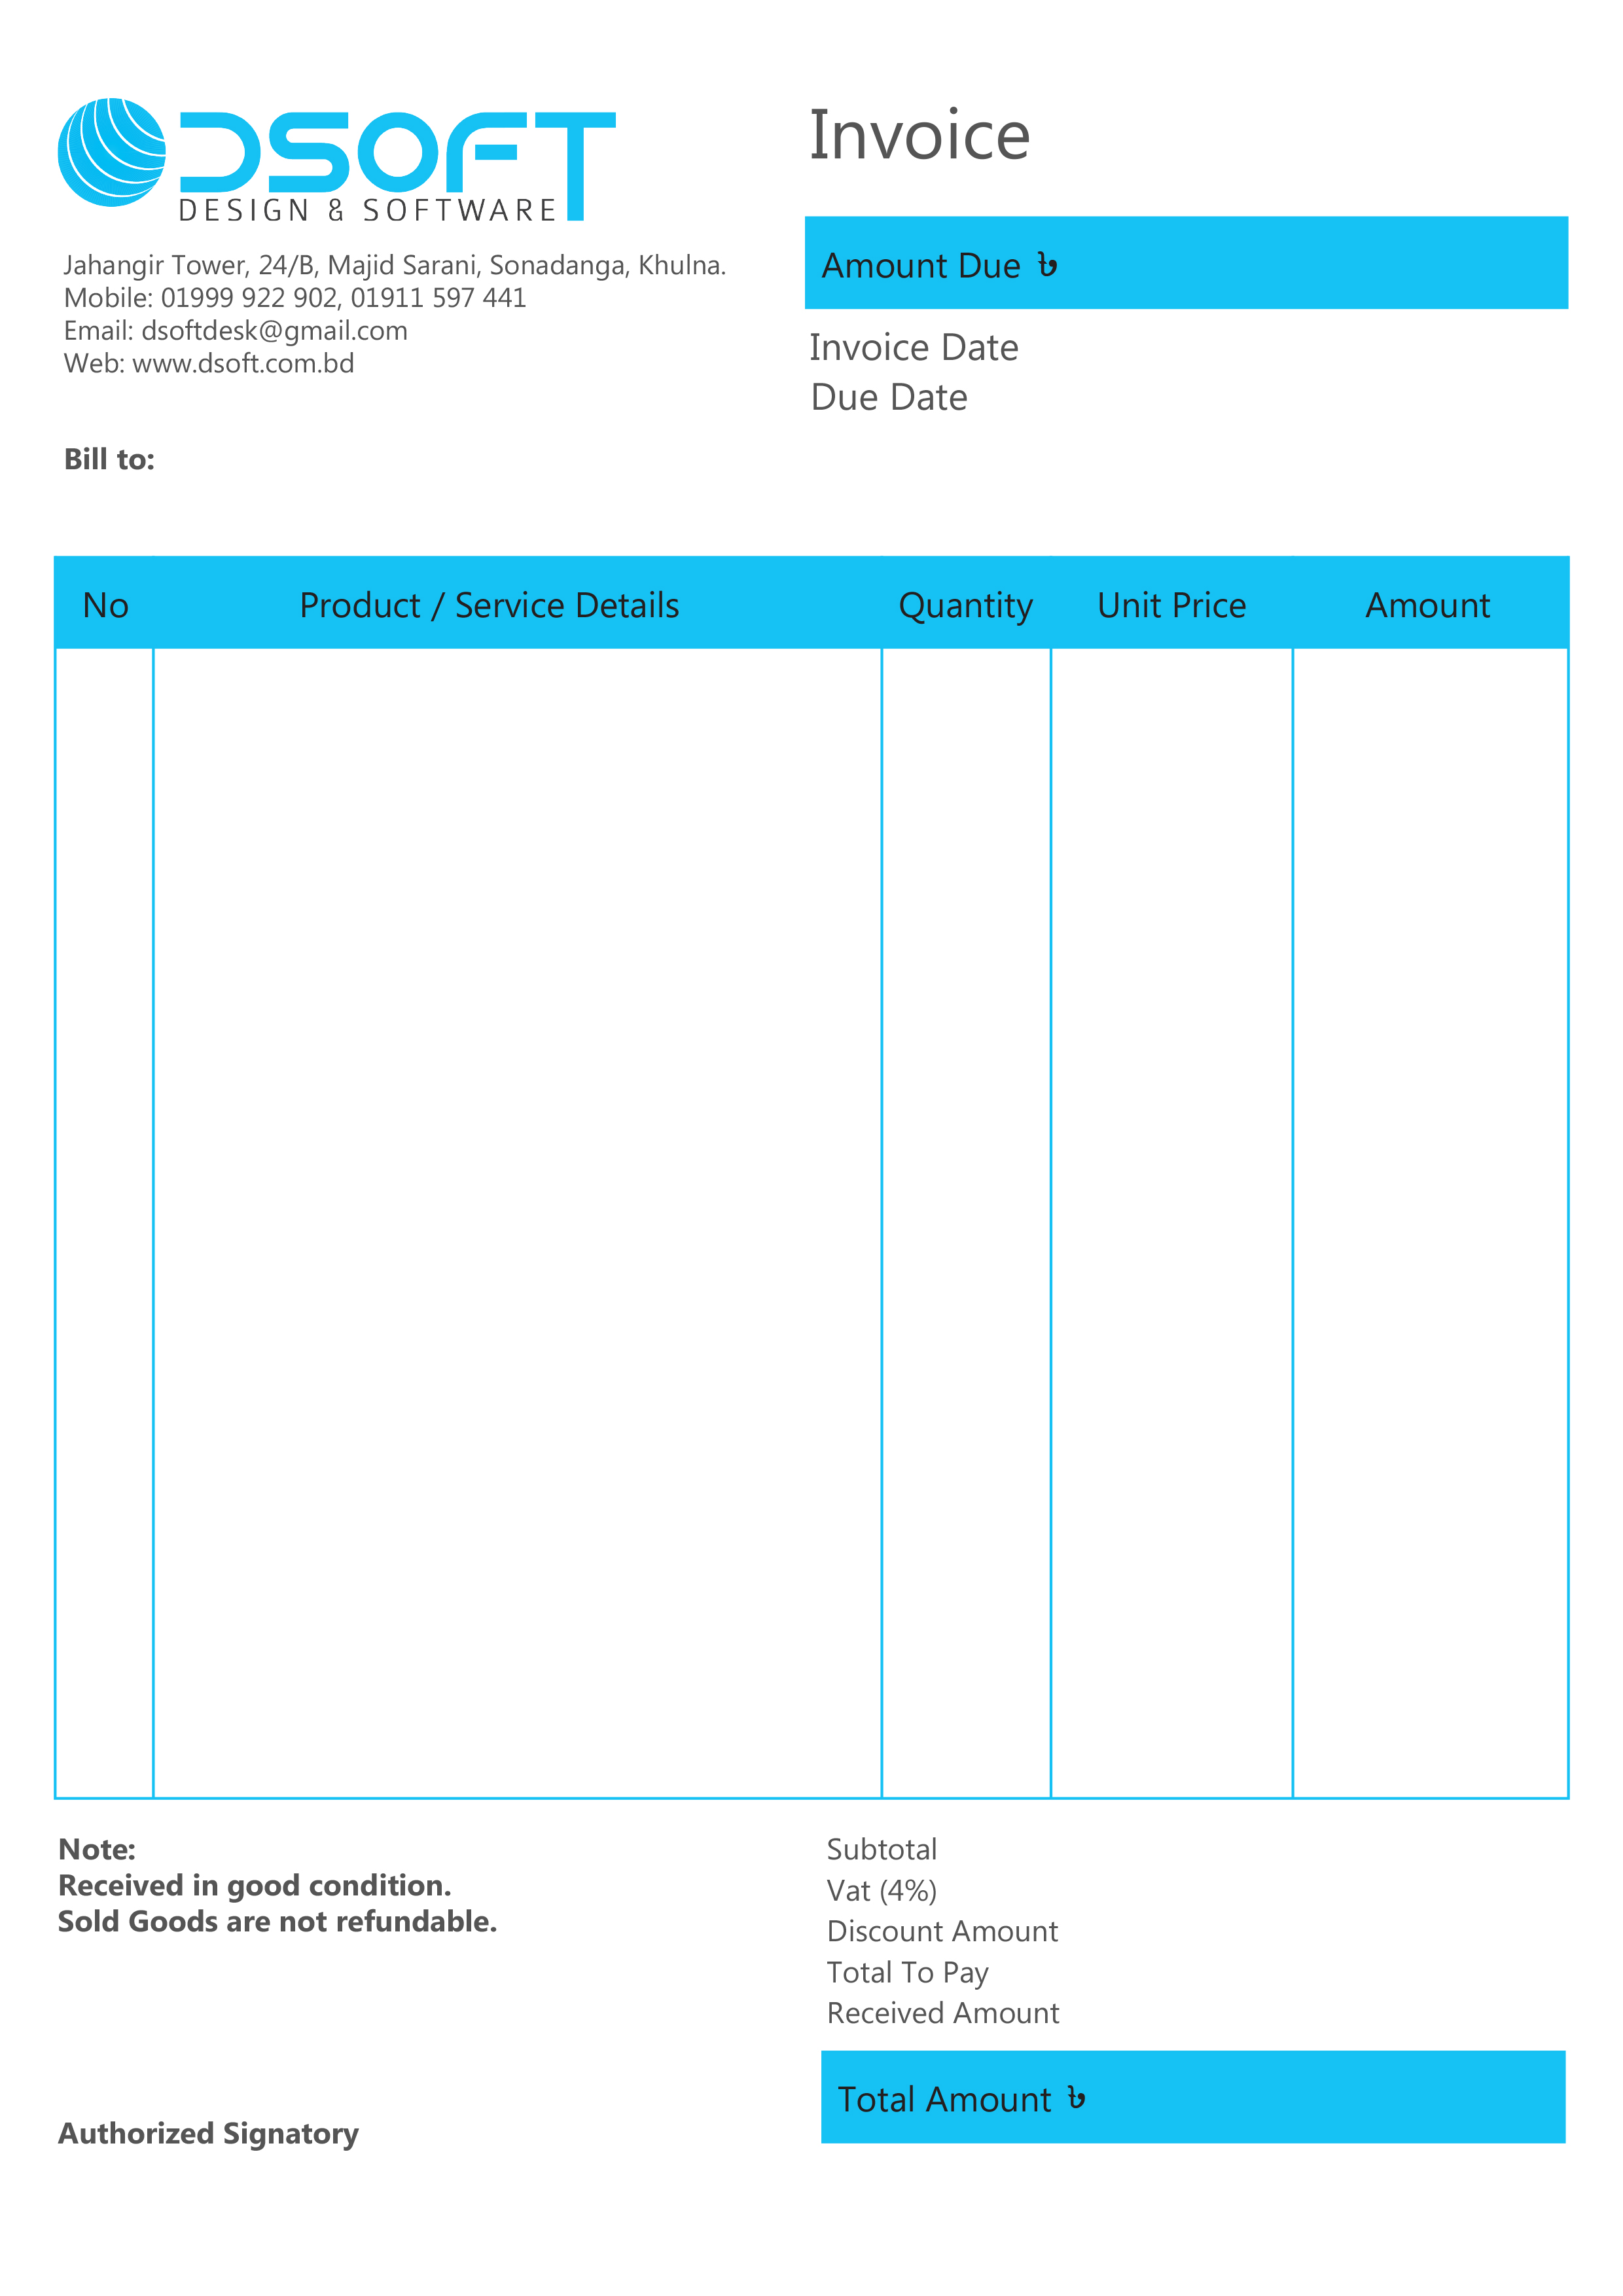 DSOFT
DESIGN & SOFTWARE
Jahangir Tower, 24/B, Majid Sarani, Sonadanga, Khulna.
Mobile: 01999 922 902, 01911 597 441
Email: dsoftdesk@gmail.com
Web: www.dsoft.com.bd
Bill to:
Invoice
Amount Due ৳
Invoice Date
Due Date
No Product / Service Details Quantity Unit Price Amount
Note:
Received in good condition.
Sold Goods are not refundable.
Authorized Signatory
Subtotal
Vat (4%)
Discount Amount
Total To Pay
Received Amount
Total Amount ৳